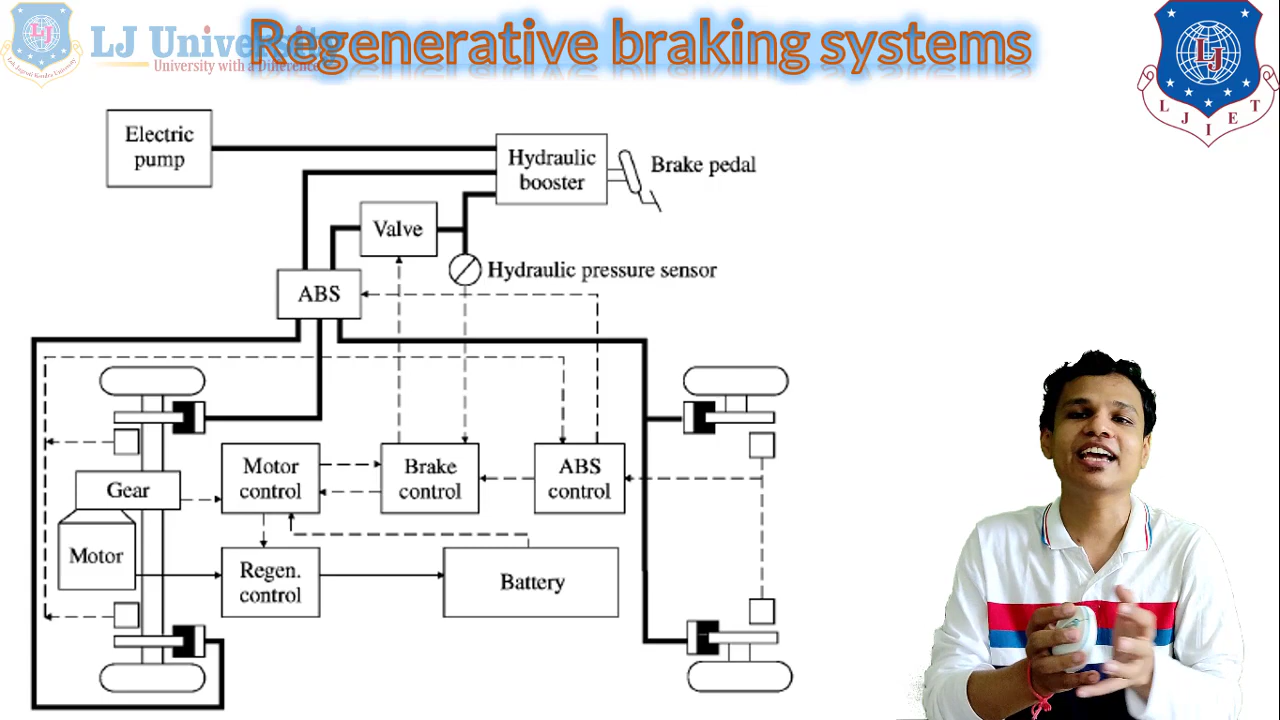 Regenerative braking systems
LJ University
University with a Difference
LJ
L J I E T
Electric
pump
Hydraulic
booster
Brake pedal
Valve
Hydraulic pressure sensor
ABS
Motor
control
Brake
control
ABS
control
Gear
Motor
Regen.
control
Battery